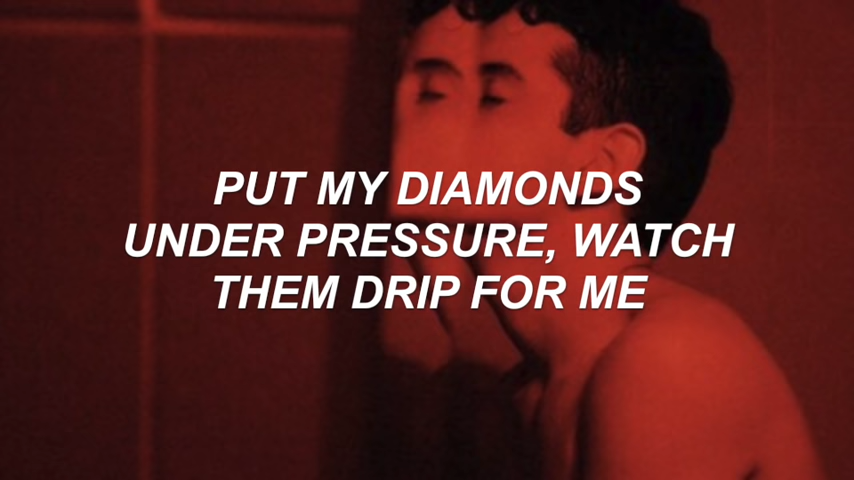 PUT MY DIAMONDS
UNDER PRESSURE, WATCH
THEM DRIP FOR ME